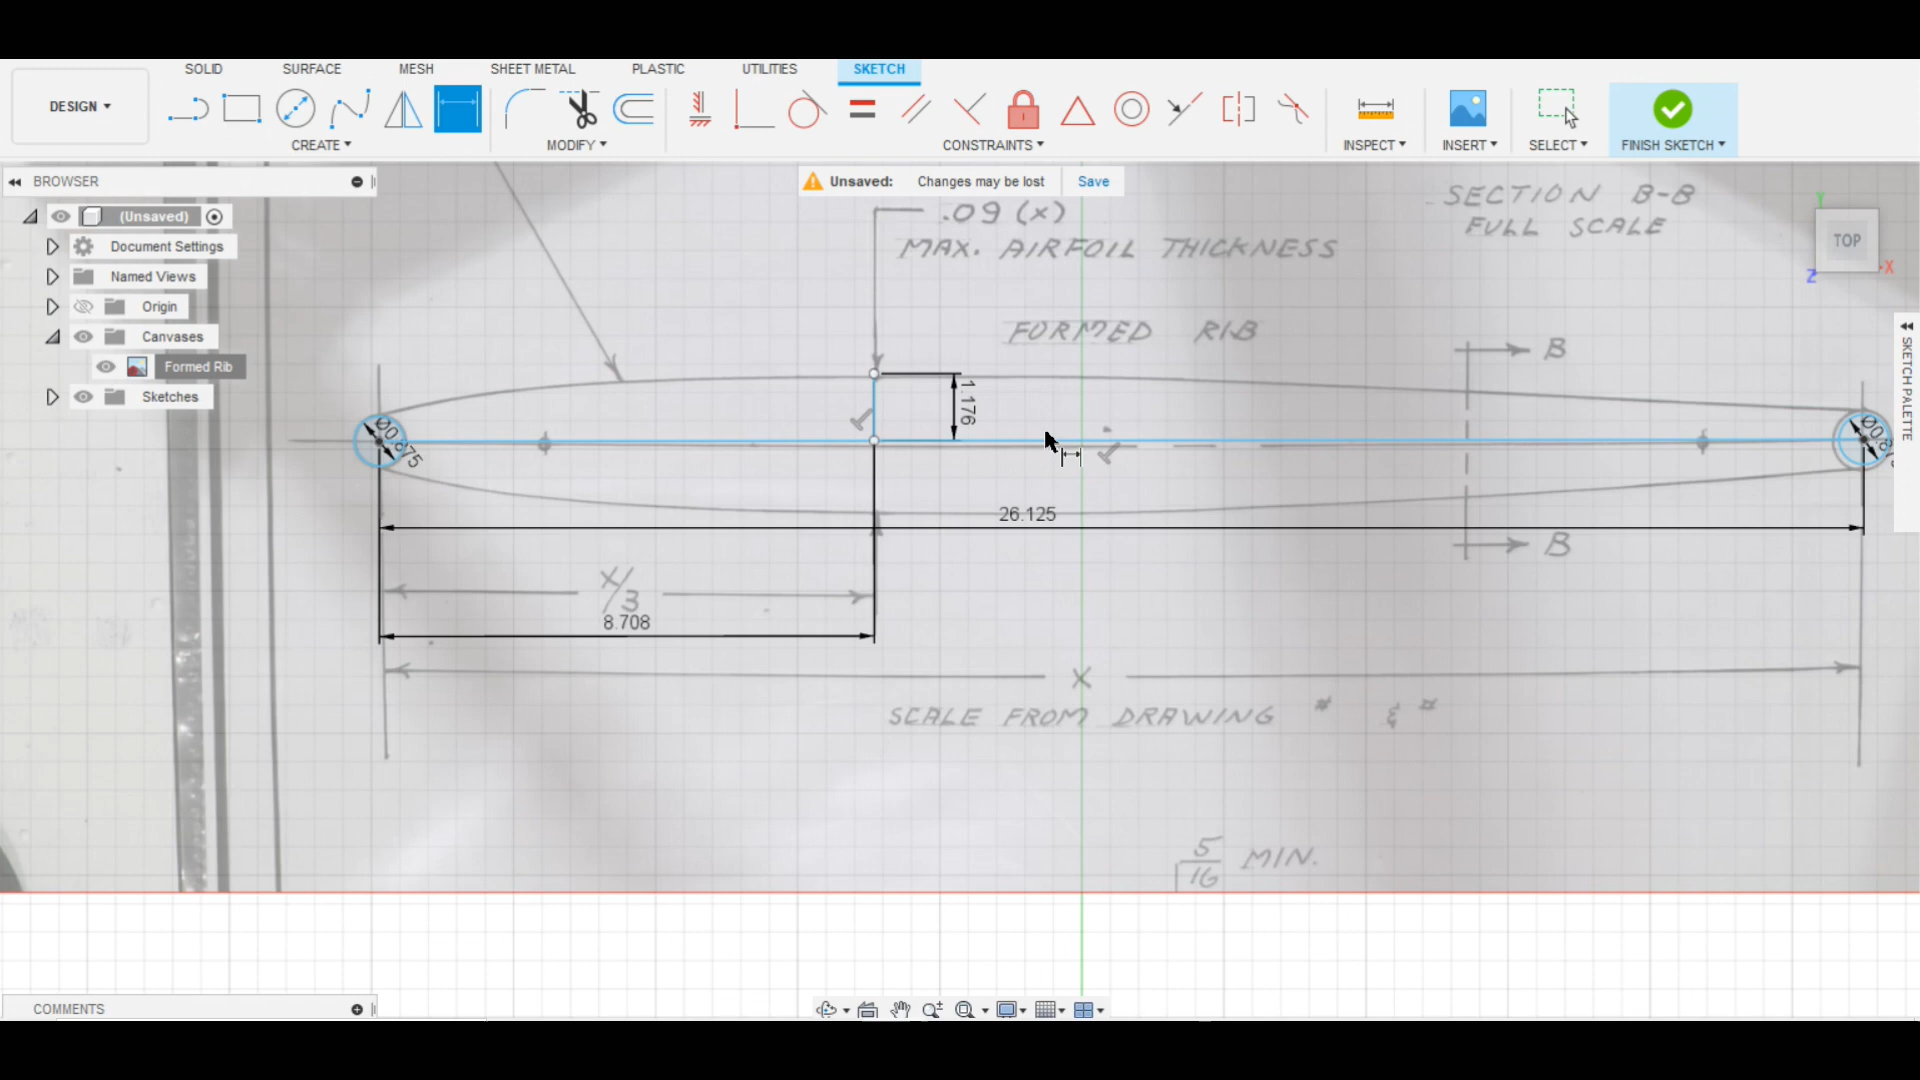 SOLID SURFACE MESH SHEET METAL PLASTIC UTILITIES SKETCH
DESIGN
CREATE MODIFY CONSTRAINTS INSPECT INSERT SELECT FINISH SKETCH
BROWSER
Unsaved: Changes may be lost Save
(Unsaved)
Document Settings
Named Views
Origin
Canvases
Formed Rib
Sketches
.09 (X)
MAX. AIRFOIL THICKNESS
FORMED RIB
SECTION B-B
FULL SCALE
TOP
Y
X
Z
SKETCH PALETTE
B
B
1.176
Ø0.875
26.125
X/3
8.708
X
SCALE FROM DRAWING # & #
5/16 MIN.
COMMENTS